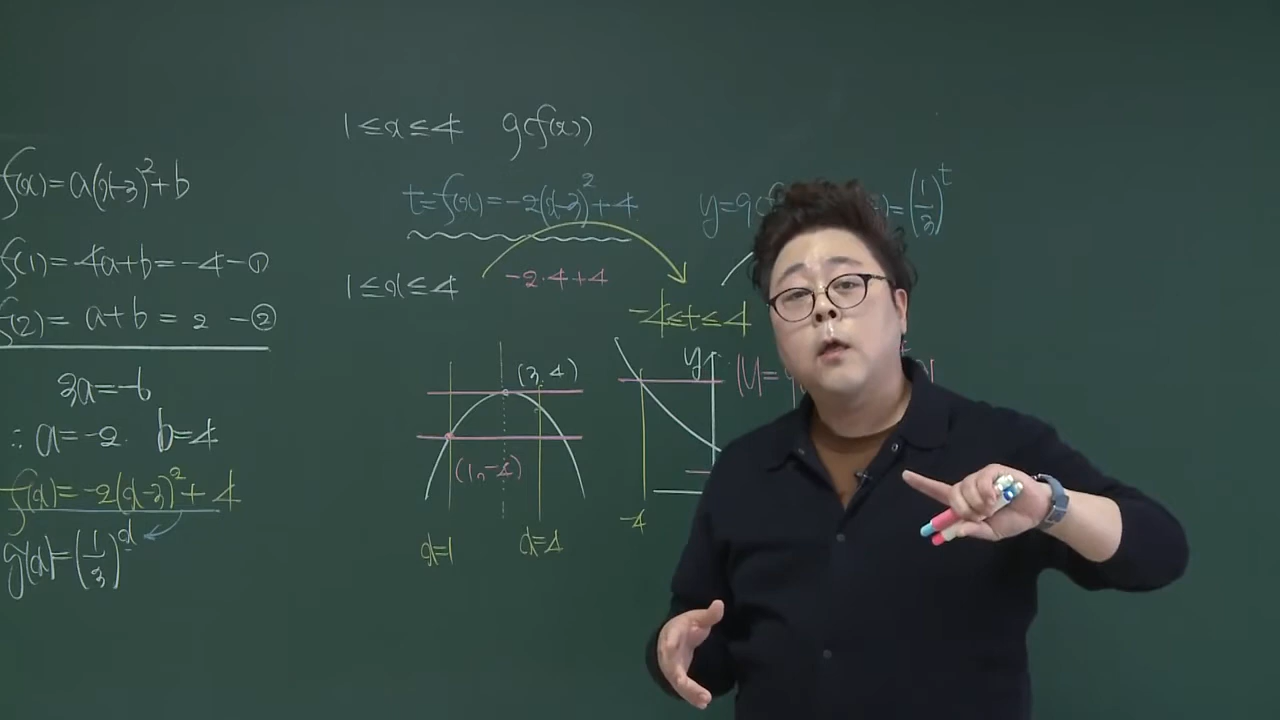 f(x)=a(x-3)²+b
f(1)=4a+b=-4-①
f(2)=a+b=2-②
3a=-6
∴a=-2 b=4
f(x)=-2(x-3)²+4
g(x)=(1/3)^x
1≤x≤4 g(f(x))
t=f(x)=-2(x-3)²+4
1≤x≤4
-2·4+4
-4≤t≤4
(3,4)
(1,-4)
x=1
x=4
y=g(f
)=(1/3)^t
y
-4